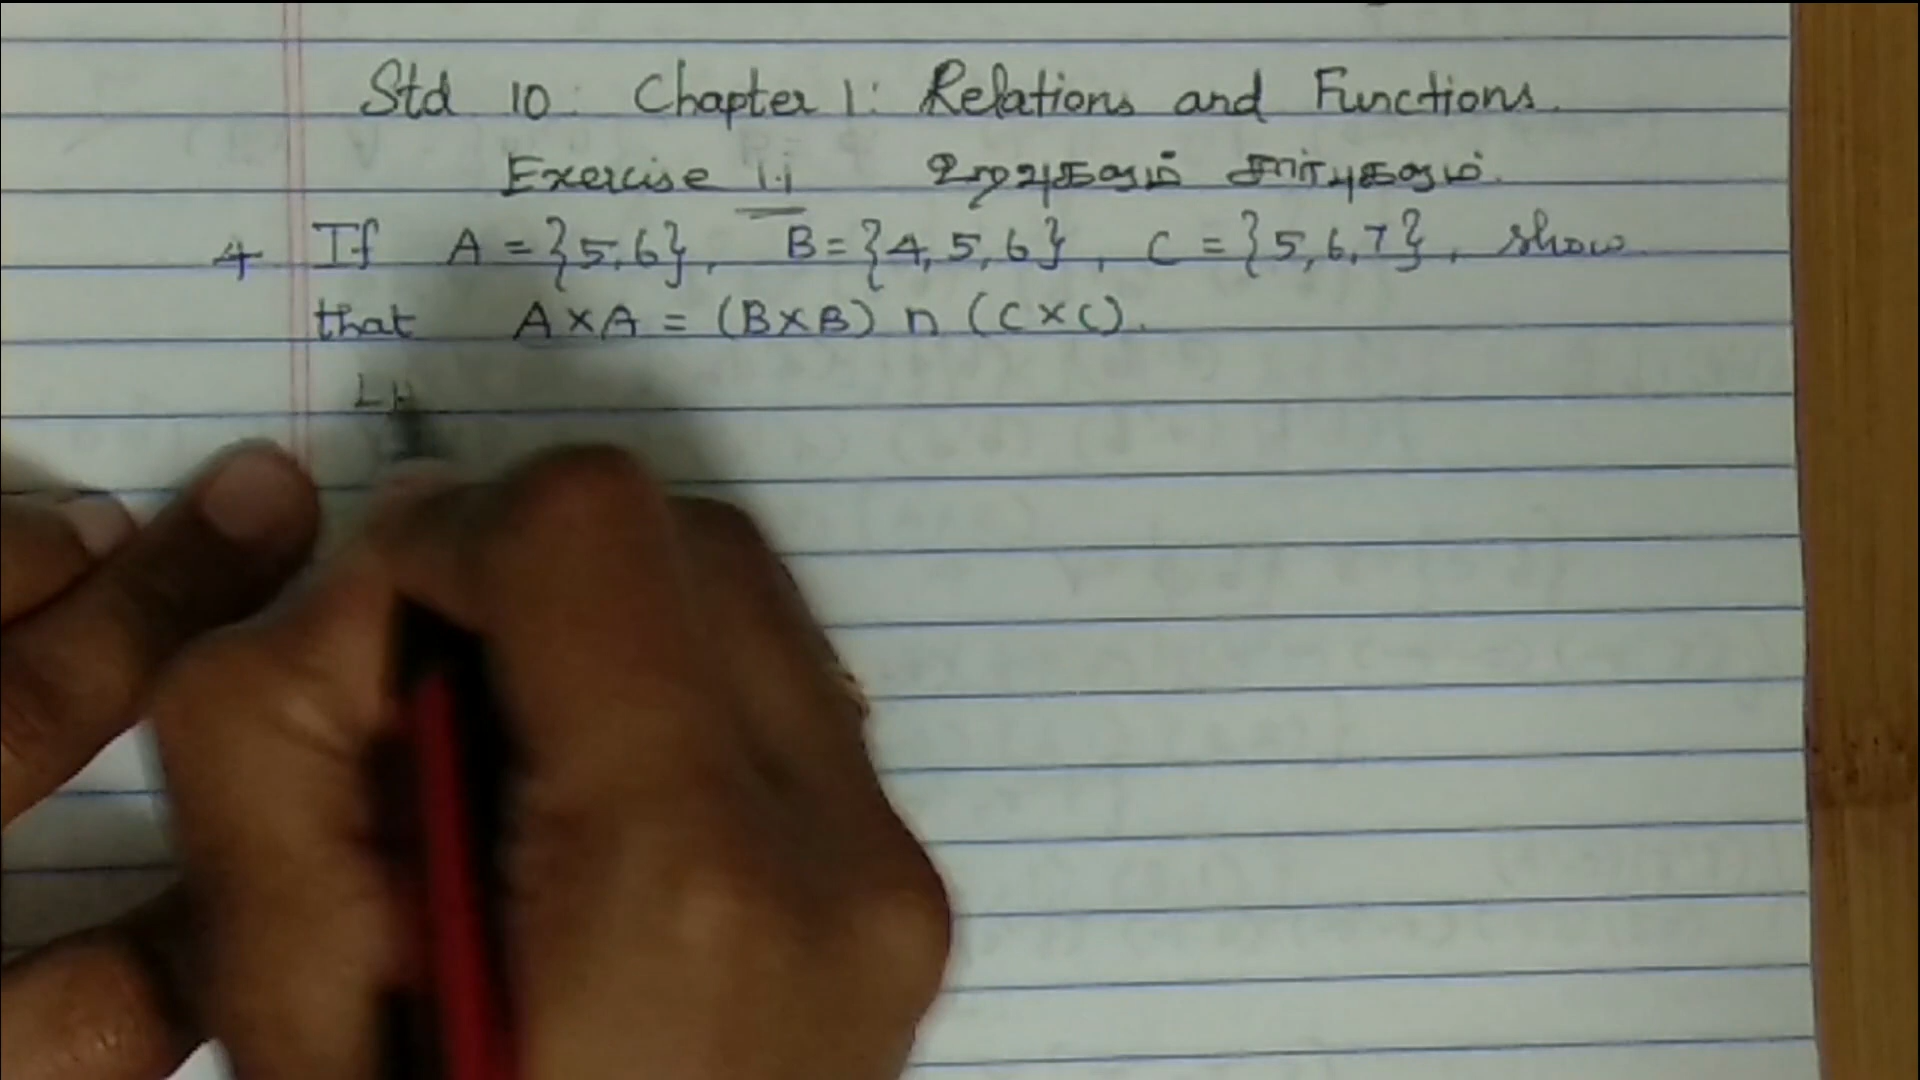 Std 10: Chapter 1: Relations and Functions.
Exercise 1.1 உறவுகளும் சார்புகளும்.
4 If A = {5,6}, B = {4,5,6}, C = {5,6,7}, show
that A×A = (B×B) ∩ (C×C).
LH